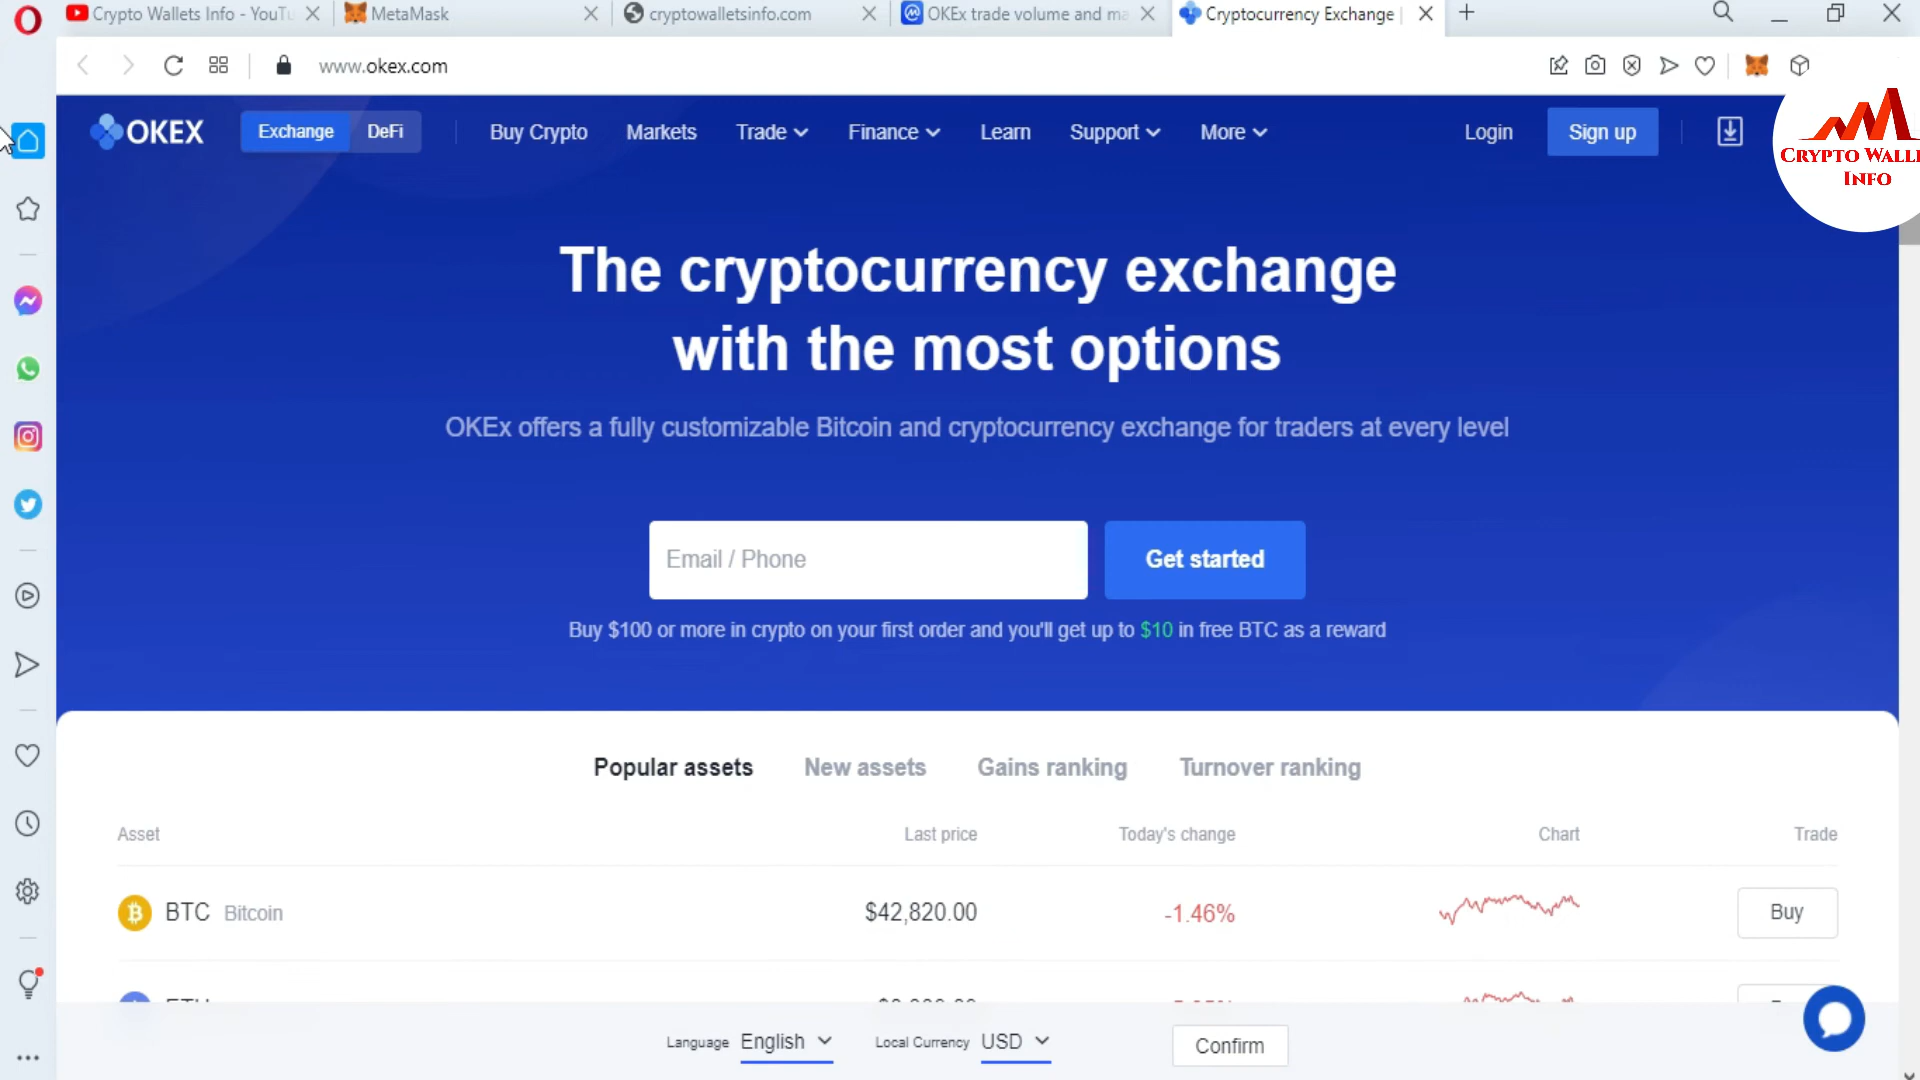 Crypto Wallets Info - YouTu
MetaMask
cryptowalletsinfo.com
OKEx trade volume and ma
Cryptocurrency Exchange |
www.okex.com
OKEX
Exchange
DeFi
Buy Crypto
Markets
Trade
Finance
Learn
Support
More
Login
Sign up
CRYPTO WALLE
INFO
The cryptocurrency exchange
with the most options
OKEx offers a fully customizable Bitcoin and cryptocurrency exchange for traders at every level
Email / Phone
Get started
Buy $100 or more in crypto on your first order and you'll get up to $10 in free BTC as a reward
Popular assets
New assets
Gains ranking
Turnover ranking
Asset
Last price
Today's change
Chart
Trade
BTC Bitcoin
$42,820.00
-1.46%
Buy
Language English
Local Currency USD
Confirm